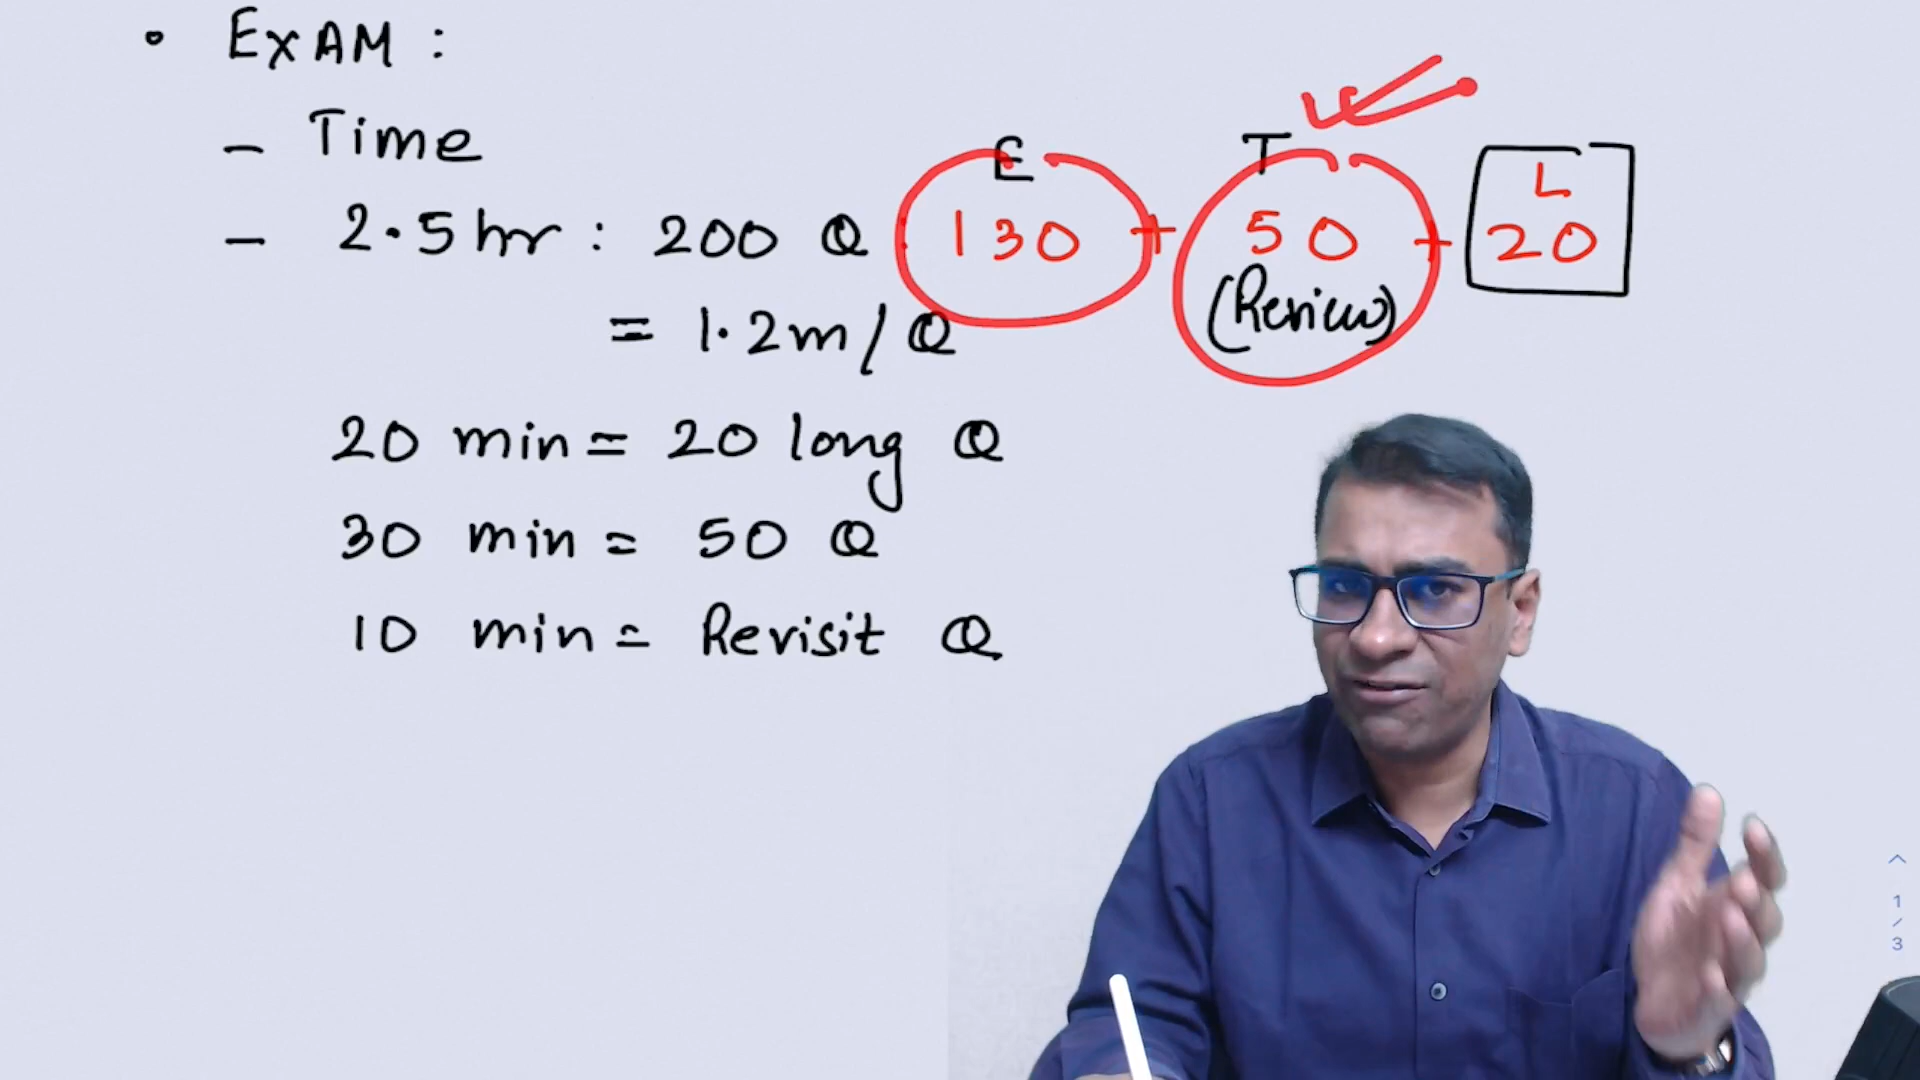 • EXAM :
– Time
E T L
– 2.5 hr : 200 Q : 130 + 50 + 20
(Review)
= 1.2m/Q
20 min = 20 long Q
30 min = 50 Q
10 min = Revisit Q
1
/
3